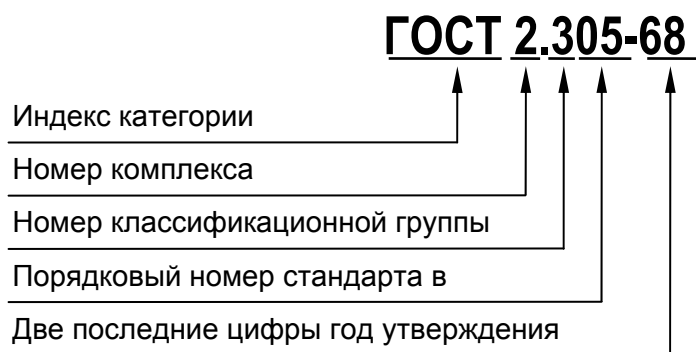 ГОСТ 2.305-68
Индекс категории
Номер комплекса
Номер классификационной группы
Порядковый номер стандарта в
Две последние цифры год утверждения